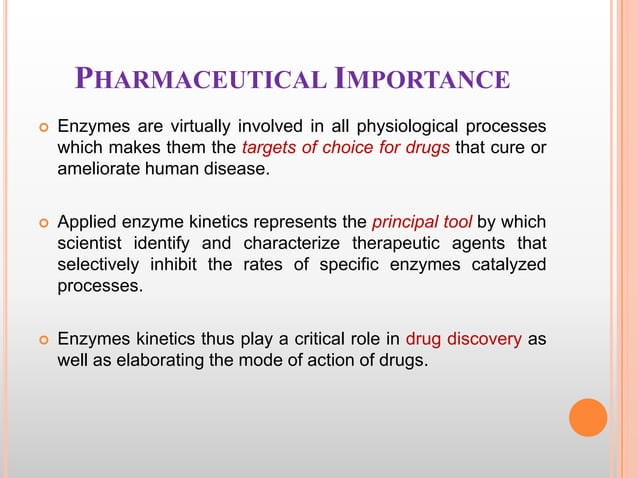 PHARMACEUTICAL IMPORTANCE
Enzymes are virtually involved in all physiological processes
which makes them the targets of choice for drugs that cure or
ameliorate human disease.
Applied enzyme kinetics represents the principal tool by which
scientist identify and characterize therapeutic agents that
selectively inhibit the rates of specific enzymes catalyzed
processes.
Enzymes kinetics thus play a critical role in drug discovery as
well as elaborating the mode of action of drugs.